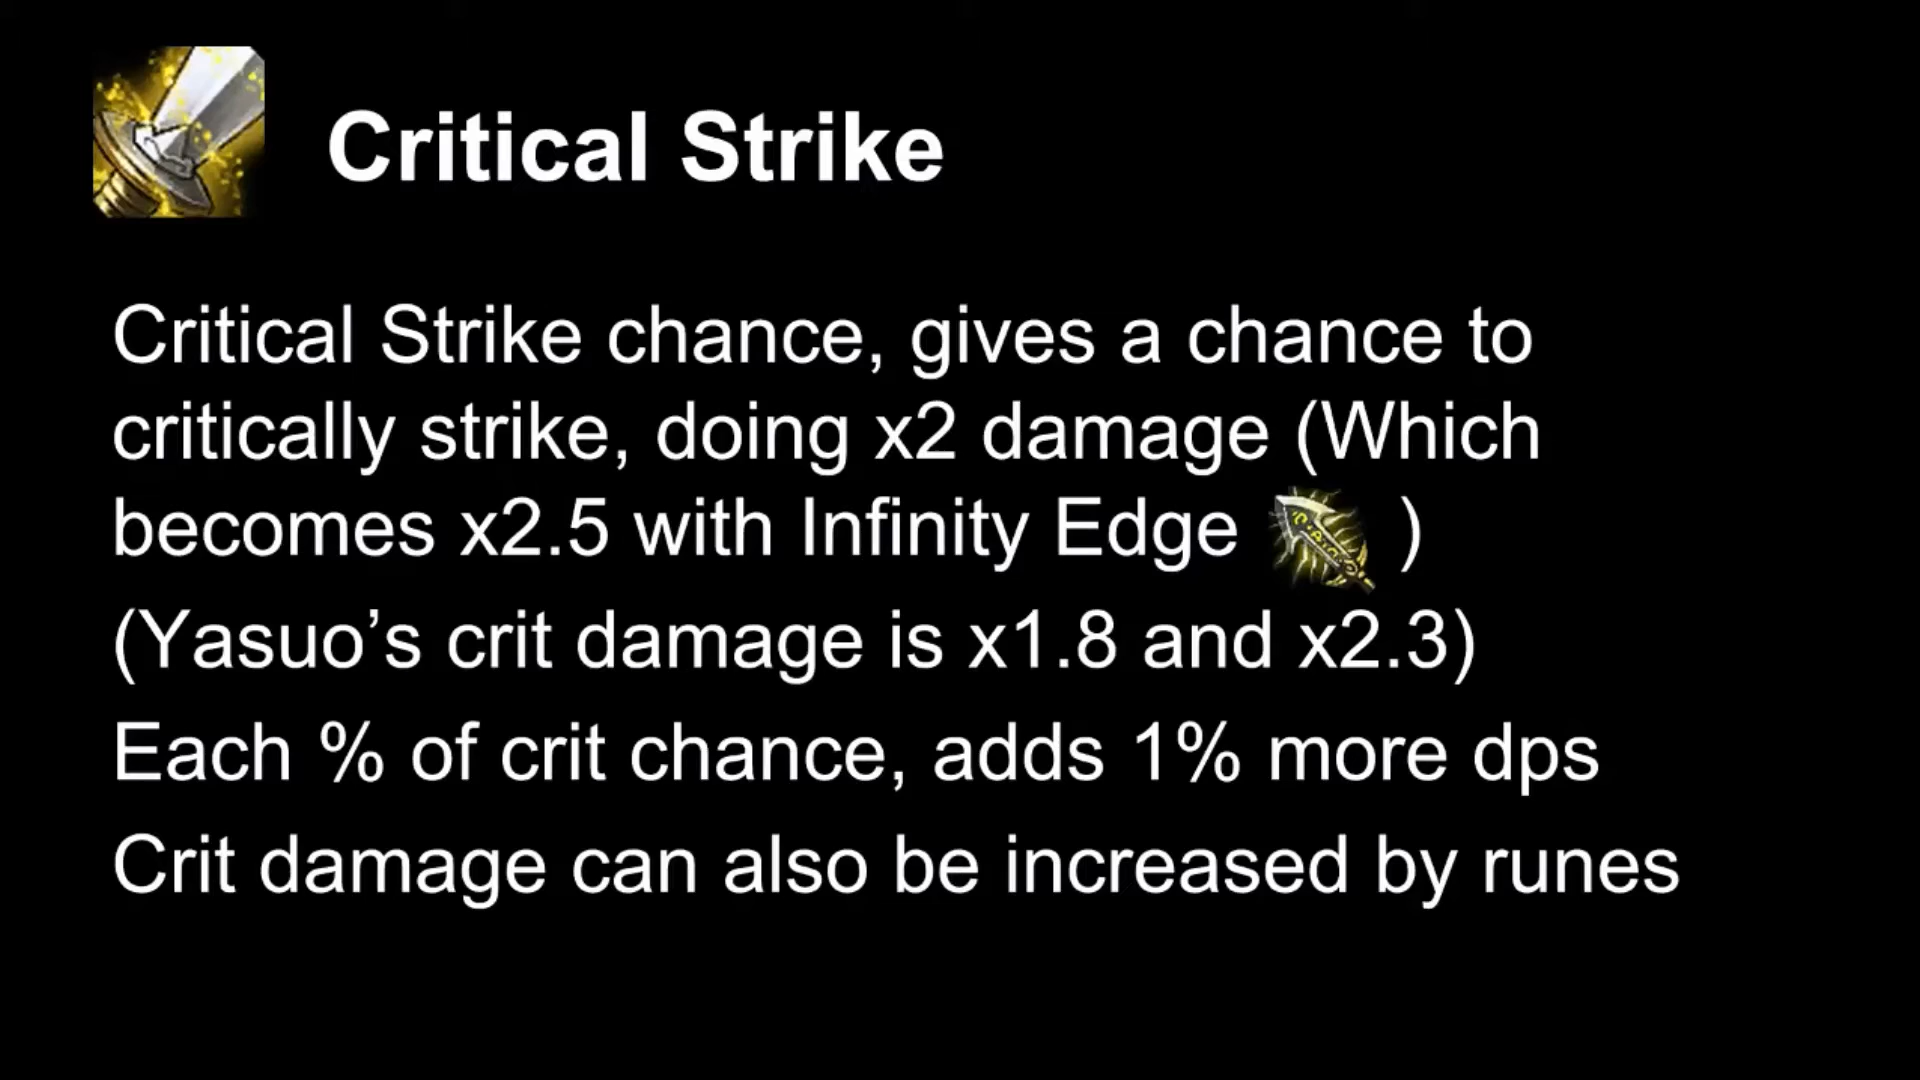 Critical Strike
Critical Strike chance, gives a chance to
critically strike, doing x2 damage (Which
becomes x2.5 with Infinity Edge )
(Yasuo’s crit damage is x1.8 and x2.3)
Each % of crit chance, adds 1% more dps
Crit damage can also be increased by runes